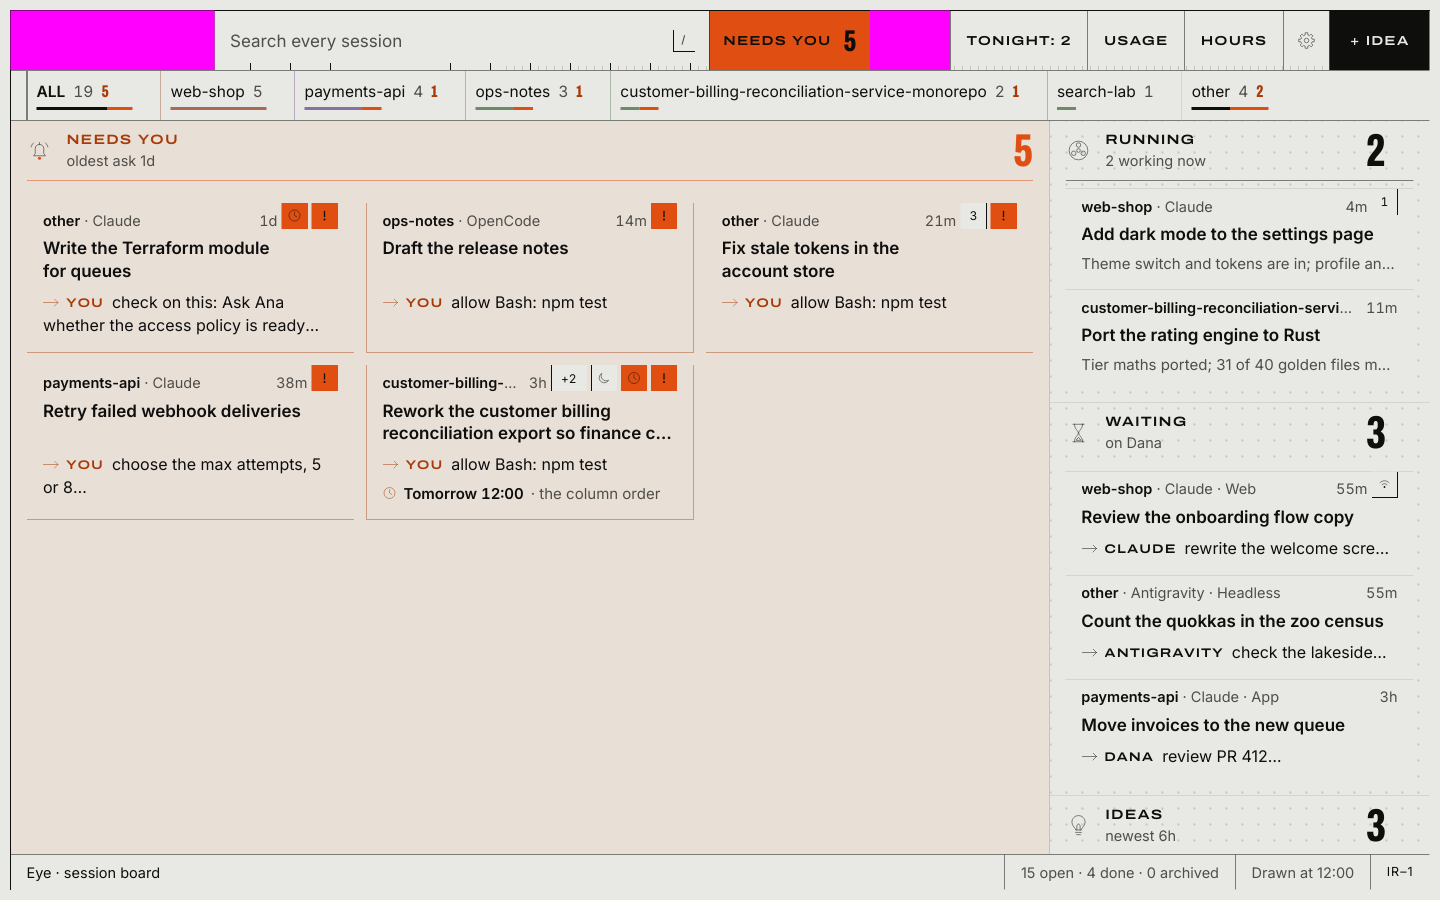 Search every session /
NEEDS YOU 5
TONIGHT: 2
USAGE
HOURS
+ IDEA
ALL 19 5
web-shop 5
payments-api 4 1
ops-notes 3 1
customer-billing-reconciliation-service-monorepo 2 1
search-lab 1
other 4 2
NEEDS YOU
oldest ask 1d
5
other · Claude 1d !
Write the Terraform module
for queues
→ YOU check on this: Ask Ana
whether the access policy is ready…
ops-notes · OpenCode 14m !
Draft the release notes
→ YOU allow Bash: npm test
other · Claude 21m 3 !
Fix stale tokens in the
account store
→ YOU allow Bash: npm test
payments-api · Claude 38m !
Retry failed webhook deliveries
→ YOU choose the max attempts, 5
or 8…
customer-billing-… 3h +2 !
Rework the customer billing
reconciliation export so finance c…
→ YOU allow Bash: npm test
Tomorrow 12:00 · the column order
RUNNING
2 working now
2
web-shop · Claude 4m 1
Add dark mode to the settings page
Theme switch and tokens are in; profile an…
customer-billing-reconciliation-servi… 11m
Port the rating engine to Rust
Tier maths ported; 31 of 40 golden files m…
WAITING
on Dana
3
web-shop · Claude · Web 55m
Review the onboarding flow copy
→ CLAUDE rewrite the welcome scre…
other · Antigravity · Headless 55m
Count the quokkas in the zoo census
→ ANTIGRAVITY check the lakeside…
payments-api · Claude · App 3h
Move invoices to the new queue
→ DANA review PR 412…
IDEAS
newest 6h
3
Eye · session board
15 open · 4 done · 0 archived
Drawn at 12:00
IR–1